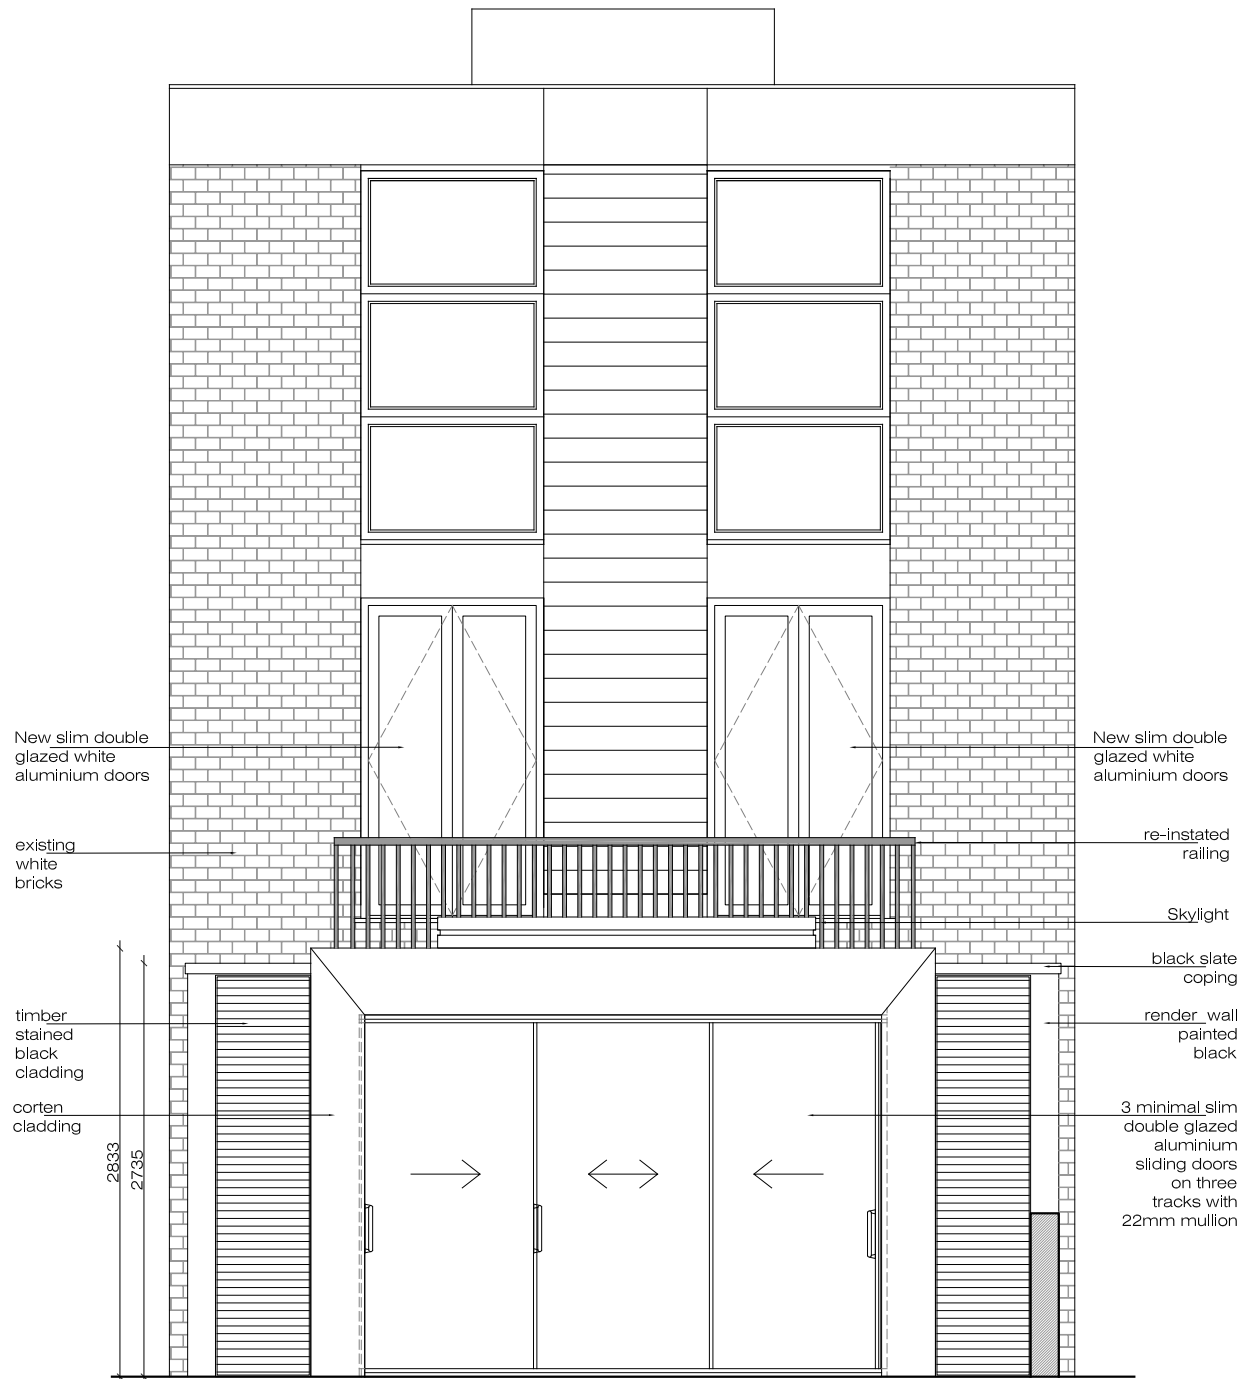 New slim double
glazed white
aluminium doors
New slim double
glazed white
aluminium doors
existing
white
bricks
re-instated
railing
Skylight
black slate
coping
timber
stained
black
cladding
render wall
painted
black
corten
cladding
3 minimal slim
double glazed
aluminium
sliding doors
on three
tracks with
22mm mullion
2833
2735